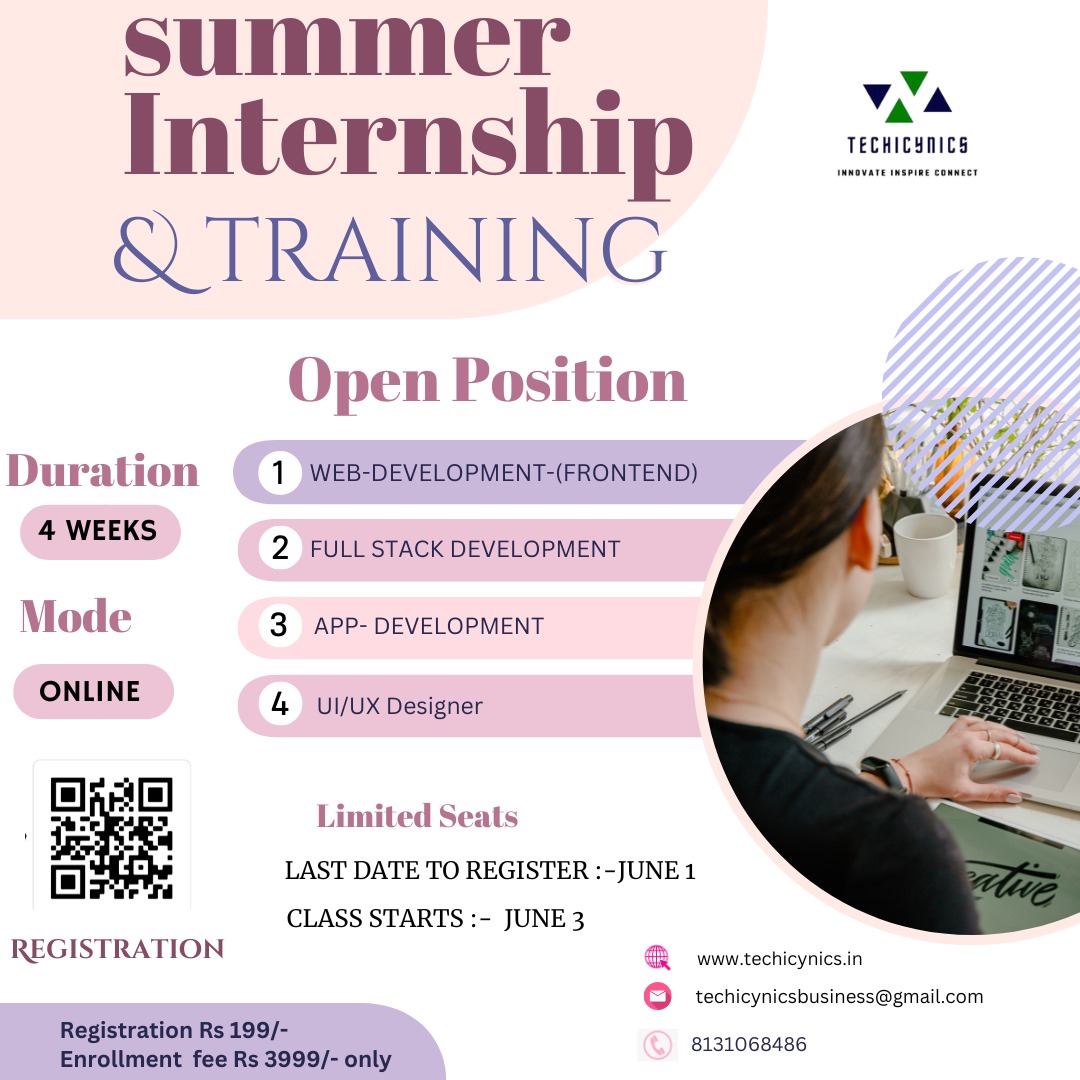 summer
Internship
& TRAINING
TECHICYNICS
INNOVATE INSPIRE CONNECT
Open Position
Duration
4 WEEKS
Mode
ONLINE
1 WEB-DEVELOPMENT-(FRONTEND)
2 FULL STACK DEVELOPMENT
3 APP- DEVELOPMENT
4 UI/UX Designer
Limited Seats
LAST DATE TO REGISTER :-JUNE 1
CLASS STARTS :- JUNE 3
REGISTRATION
Registration Rs 199/-
Enrollment fee Rs 3999/- only
www.techicynics.in
techicynicsbusiness@gmail.com
8131068486